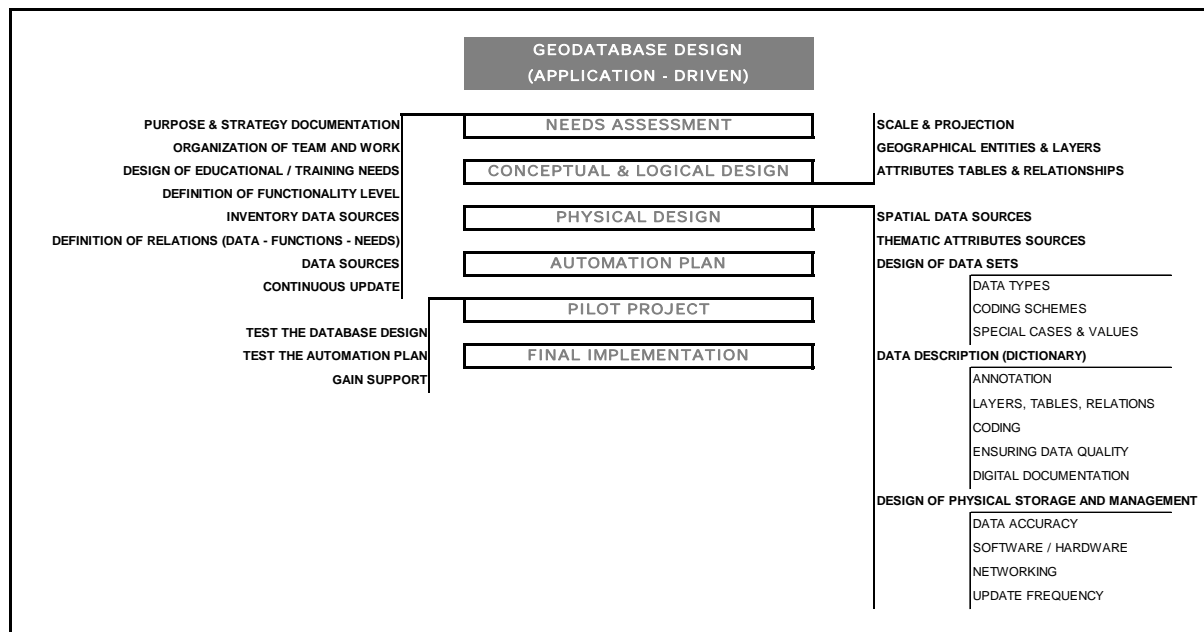 GEODATABASE DESIGN
(APPLICATION - DRIVEN)
NEEDS ASSESSMENT
PURPOSE & STRATEGY DOCUMENTATION
ORGANIZATION OF TEAM AND WORK
DESIGN OF EDUCATIONAL / TRAINING NEEDS
DEFINITION OF FUNCTIONALITY LEVEL
INVENTORY DATA SOURCES
DEFINITION OF RELATIONS (DATA - FUNCTIONS - NEEDS)
DATA SOURCES
CONTINUOUS UPDATE
CONCEPTUAL & LOGICAL DESIGN
SCALE & PROJECTION
GEOGRAPHICAL ENTITIES & LAYERS
ATTRIBUTES TABLES & RELATIONSHIPS
PHYSICAL DESIGN
SPATIAL DATA SOURCES
THEMATIC ATTRIBUTES SOURCES
DESIGN OF DATA SETS
DATA TYPES
CODING SCHEMES
SPECIAL CASES & VALUES
DATA DESCRIPTION (DICTIONARY)
ANNOTATION
LAYERS, TABLES, RELATIONS
CODING
ENSURING DATA QUALITY
DIGITAL DOCUMENTATION
DESIGN OF PHYSICAL STORAGE AND MANAGEMENT
DATA ACCURACY
SOFTWARE / HARDWARE
NETWORKING
UPDATE FREQUENCY
AUTOMATION PLAN
PILOT PROJECT
TEST THE DATABASE DESIGN
TEST THE AUTOMATION PLAN
GAIN SUPPORT
FINAL IMPLEMENTATION